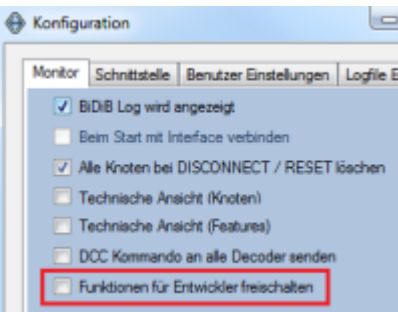 Konfiguration
Monitor Schnittstelle Benutzer Einstellungen Logfile E
BiDiB Log wird angezeigt
Beim Start mit Interface verbinden
Alle Knoten bei DISCONNECT / RESET löschen
Technische Ansicht (Knoten)
Technische Ansicht (Features)
DCC Kommando an alle Decoder senden
Funktionen für Entwickler freischalten